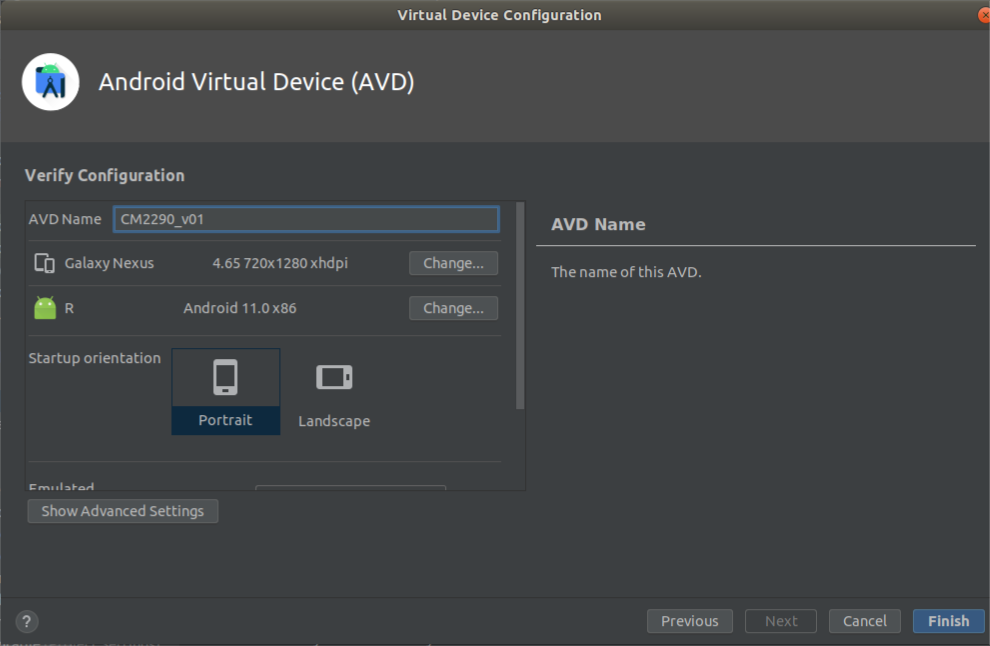 Virtual Device Configuration
Android Virtual Device (AVD)
Verify Configuration
AVD Name CM2290_v01
Galaxy Nexus 4.65 720x1280 xhdpi Change...
R Android 11.0 x86 Change...
Startup orientation
Portrait
Landscape
Emulated
Show Advanced Settings
AVD Name
The name of this AVD.
? Previous Next Cancel Finish